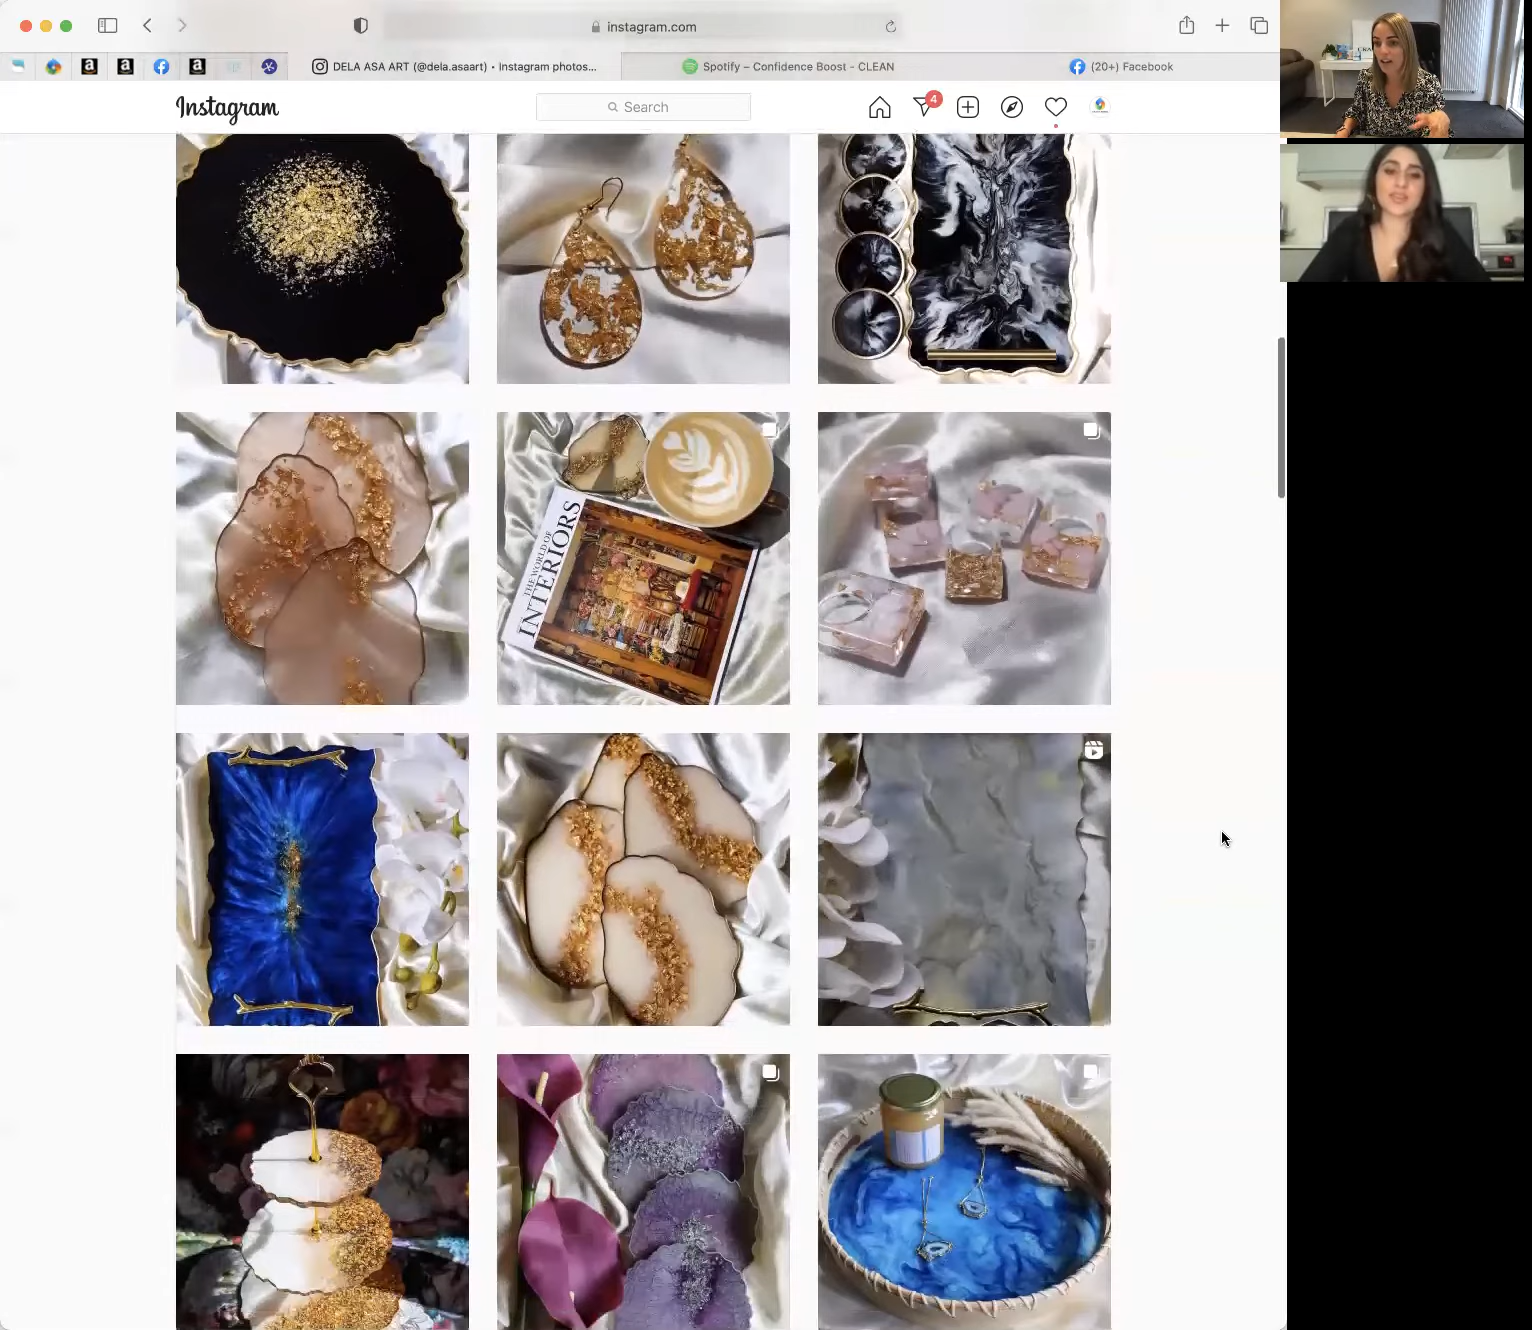 instagram.com
DELA ASA ART (@dela.asaart) • Instagram photos...
Spotify – Confidence Boost - CLEAN
(20+) Facebook
Instagram
Search
4
THE WORLD OF
INTERIORS